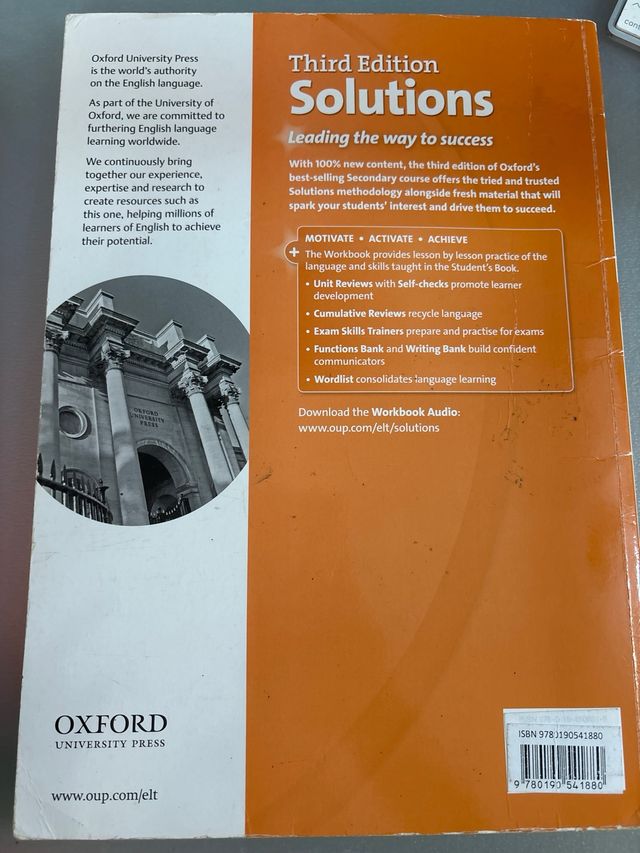 Oxford University Press
is the world's authority
on the English language.
As part of the University of
Oxford, we are committed to
furthering English language
learning worldwide.
We continuously bring
together our experience,
expertise and research to
create resources such as
this one, helping millions of
learners of English to achieve
their potential.
OXFORD
UNIVERSITY
PRESS
OXFORD
UNIVERSITY PRESS
www.oup.com/elt
Third Edition
Solutions
Leading the way to success
With 100% new content, the third edition of Oxford's
best-selling Secondary course offers the tried and trusted
Solutions methodology alongside fresh material that will
spark your students' interest and drive them to succeed.
MOTIVATE • ACTIVATE • ACHIEVE
+ The Workbook provides lesson by lesson practice of the
language and skills taught in the Student's Book.
• Unit Reviews with Self-checks promote learner
development
• Cumulative Reviews recycle language
• Exam Skills Trainers prepare and practise for exams
• Functions Bank and Writing Bank build confident
communicators
• Wordlist consolidates language learning
Download the Workbook Audio:
www.oup.com/elt/solutions
ISBN 9780190541880
9 780190 541880